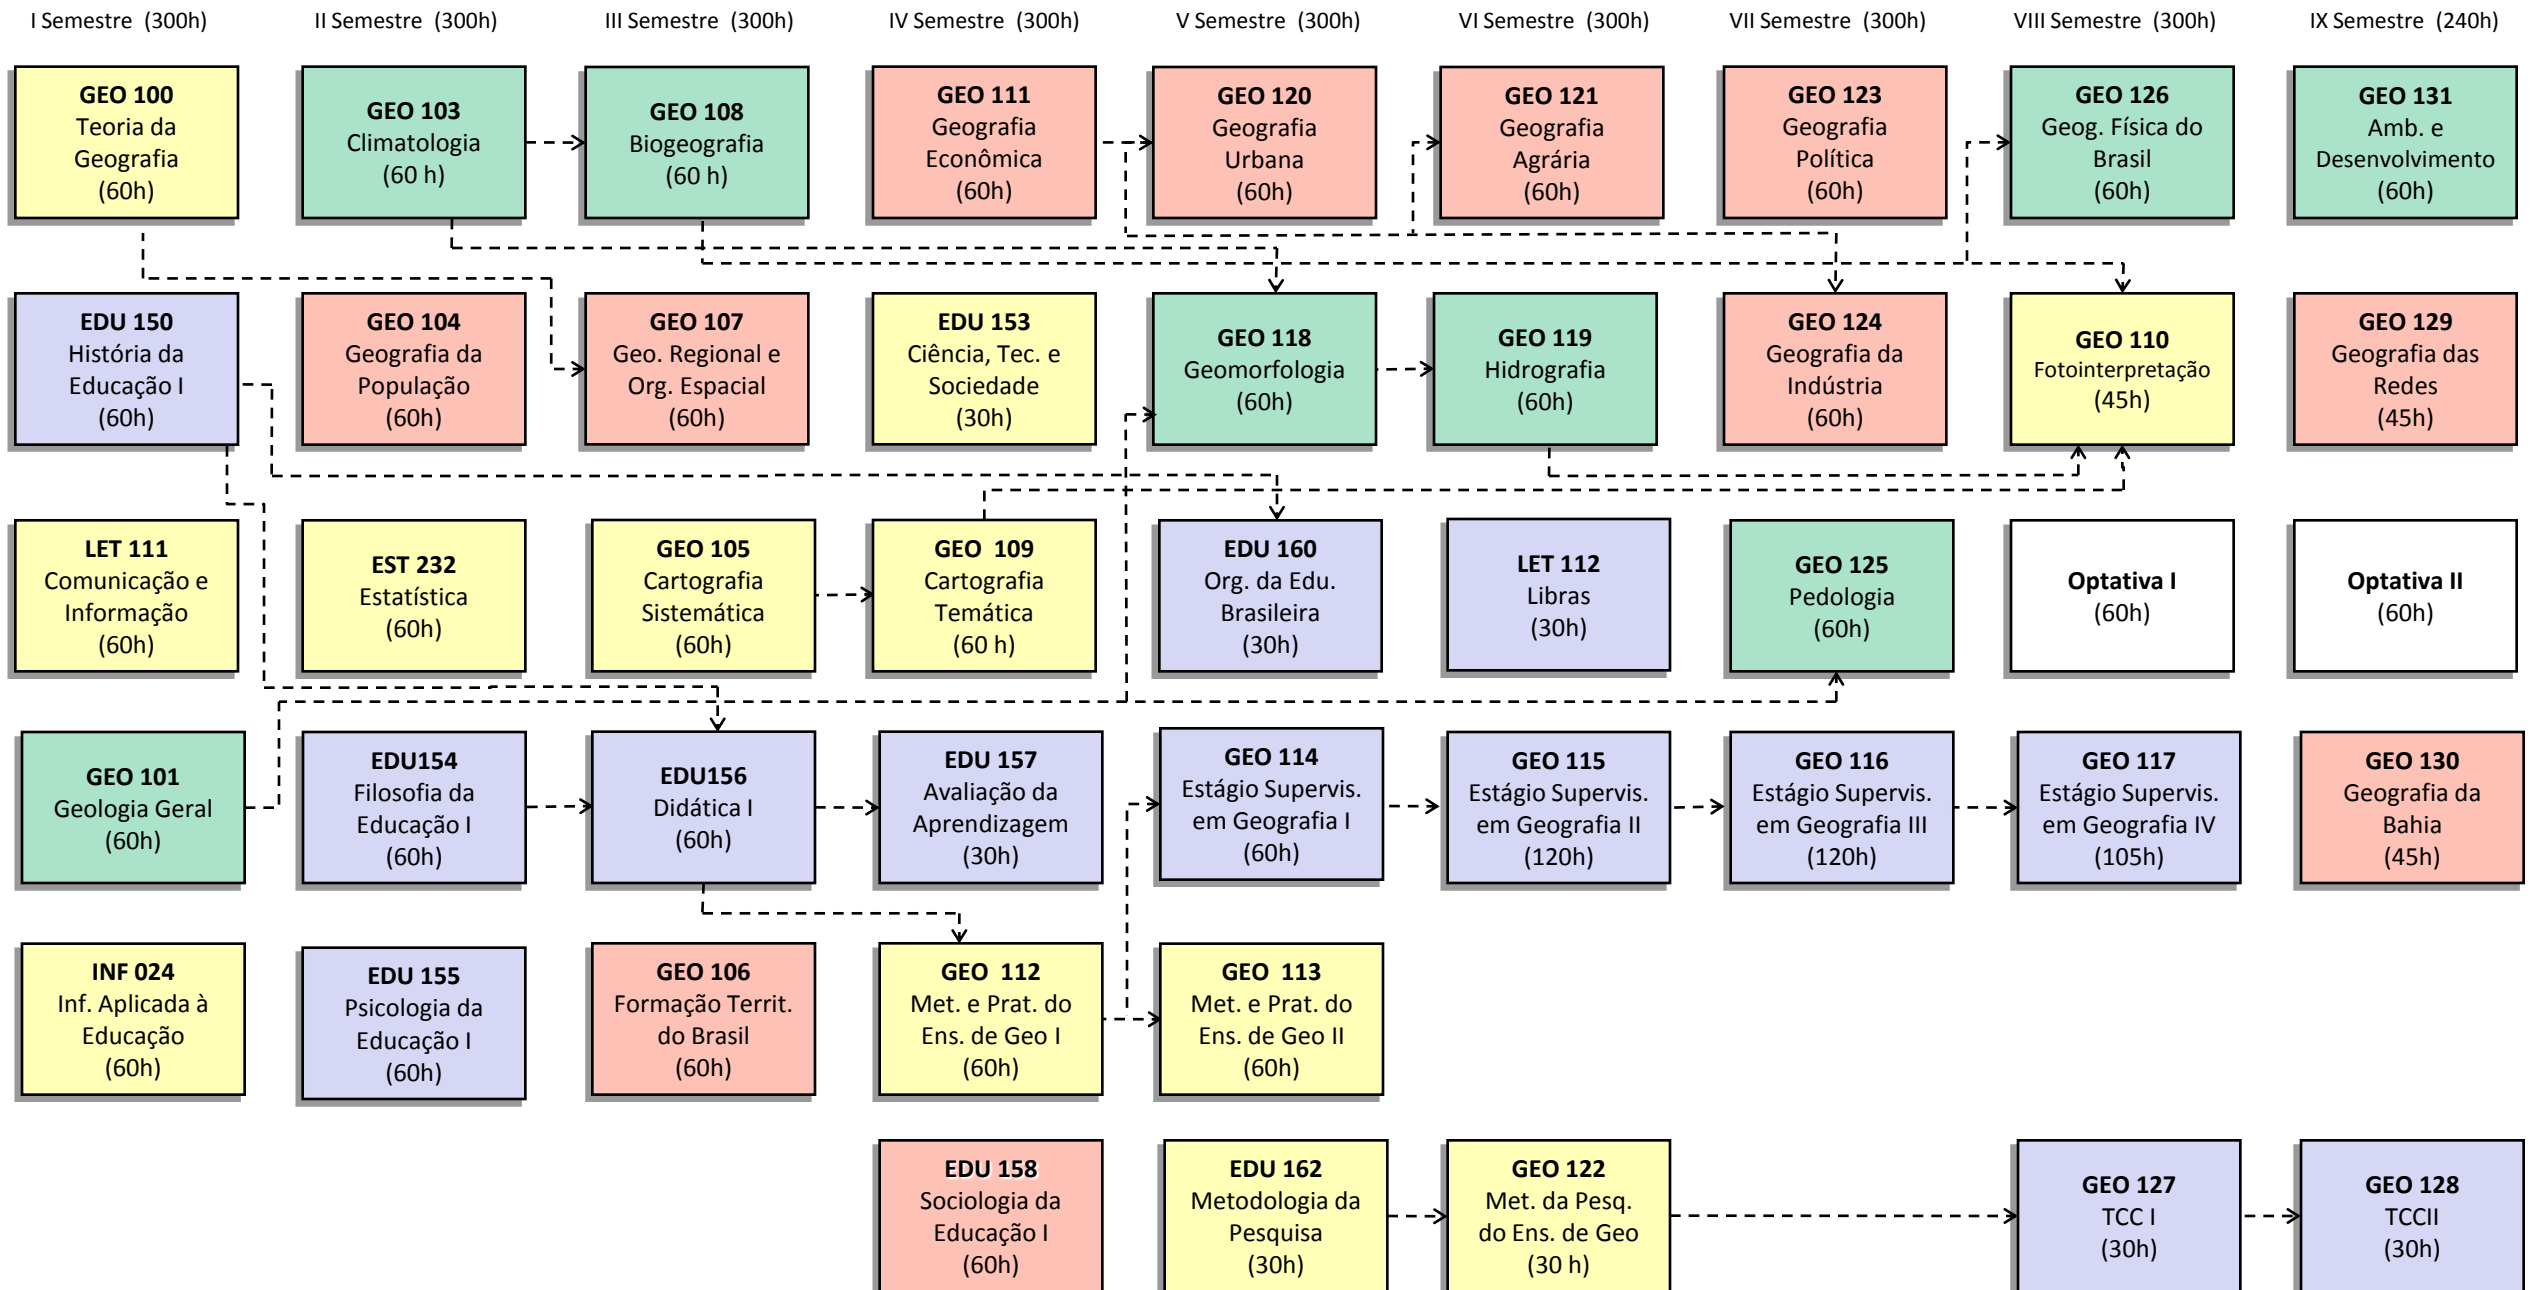 I Semestre (300h)
II Semestre (300h)
III Semestre (300h)
IV Semestre (300h)
V Semestre (300h)
VI Semestre (300h)
VII Semestre (300h)
VIII Semestre (300h)
IX Semestre (240h)
GEO 100
Teoria da
Geografia
(60h)
GEO 103
Climatologia
(60 h)
GEO 108
Biogeografia
(60 h)
GEO 111
Geografia
Econômica
(60h)
GEO 120
Geografia
Urbana
(60h)
GEO 121
Geografia
Agrária
(60h)
GEO 123
Geografia
Política
(60h)
GEO 126
Geog. Física do
Brasil
(60h)
GEO 131
Amb. e
Desenvolvimento
(60h)
EDU 150
História da
Educação I
(60h)
GEO 104
Geografia da
População
(60h)
GEO 107
Geo. Regional e
Org. Espacial
(60h)
EDU 153
Ciência, Tec. e
Sociedade
(30h)
GEO 118
Geomorfologia
(60h)
GEO 119
Hidrografia
(60h)
GEO 124
Geografia da
Indústria
(60h)
GEO 110
Fotointerpretação
(45h)
GEO 129
Geografia das
Redes
(45h)
LET 111
Comunicação e
Informação
(60h)
EST 232
Estatística
(60h)
GEO 105
Cartografia
Sistemática
(60h)
GEO 109
Cartografia
Temática
(60 h)
EDU 160
Org. da Edu.
Brasileira
(30h)
LET 112
Libras
(30h)
GEO 125
Pedologia
(60h)
Optativa I
(60h)
Optativa II
(60h)
GEO 101
Geologia Geral
(60h)
EDU154
Filosofia da
Educação I
(60h)
EDU156
Didática I
(60h)
EDU 157
Avaliação da
Aprendizagem
(30h)
GEO 114
Estágio Supervis.
em Geografia I
(60h)
GEO 115
Estágio Supervis.
em Geografia II
(120h)
GEO 116
Estágio Supervis.
em Geografia III
(120h)
GEO 117
Estágio Supervis.
em Geografia IV
(105h)
GEO 130
Geografia da
Bahia
(45h)
INF 024
Inf. Aplicada à
Educação
(60h)
EDU 155
Psicologia da
Educação I
(60h)
GEO 106
Formação Territ.
do Brasil
(60h)
GEO 112
Met. e Prat. do
Ens. de Geo I
(60h)
GEO 113
Met. e Prat. do
Ens. de Geo II
(60h)
EDU 158
Sociologia da
Educação I
(60h)
EDU 162
Metodologia da
Pesquisa
(30h)
GEO 122
Met. da Pesq.
do Ens. de Geo
(30 h)
GEO 127
TCC I
(30h)
GEO 128
TCCII
(30h)